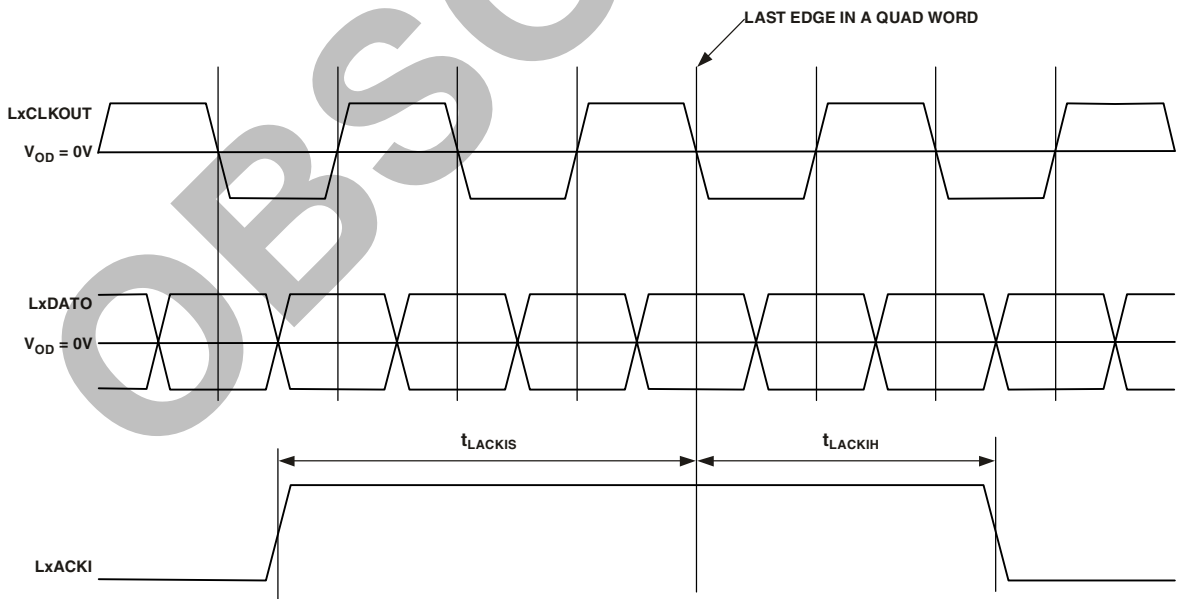 LAST EDGE IN A QUAD WORD
LxCLKOUT
VOD = 0V
LxDATO
VOD = 0V
tLACKIS
tLACKIH
LxACKI
OBSO